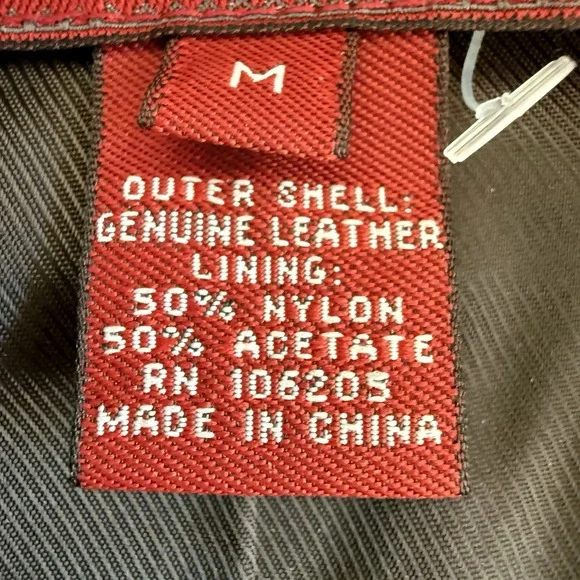 M
OUTER SHELL:
GENUINE LEATHER
LINING:
50% NYLON
50% ACETATE
RN 106205
MADE IN CHINA